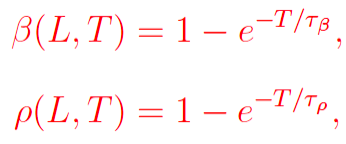 β(L, T) = 1 − e^{−T/τ_β},
ρ(L, T) = 1 − e^{−T/τ_ρ},